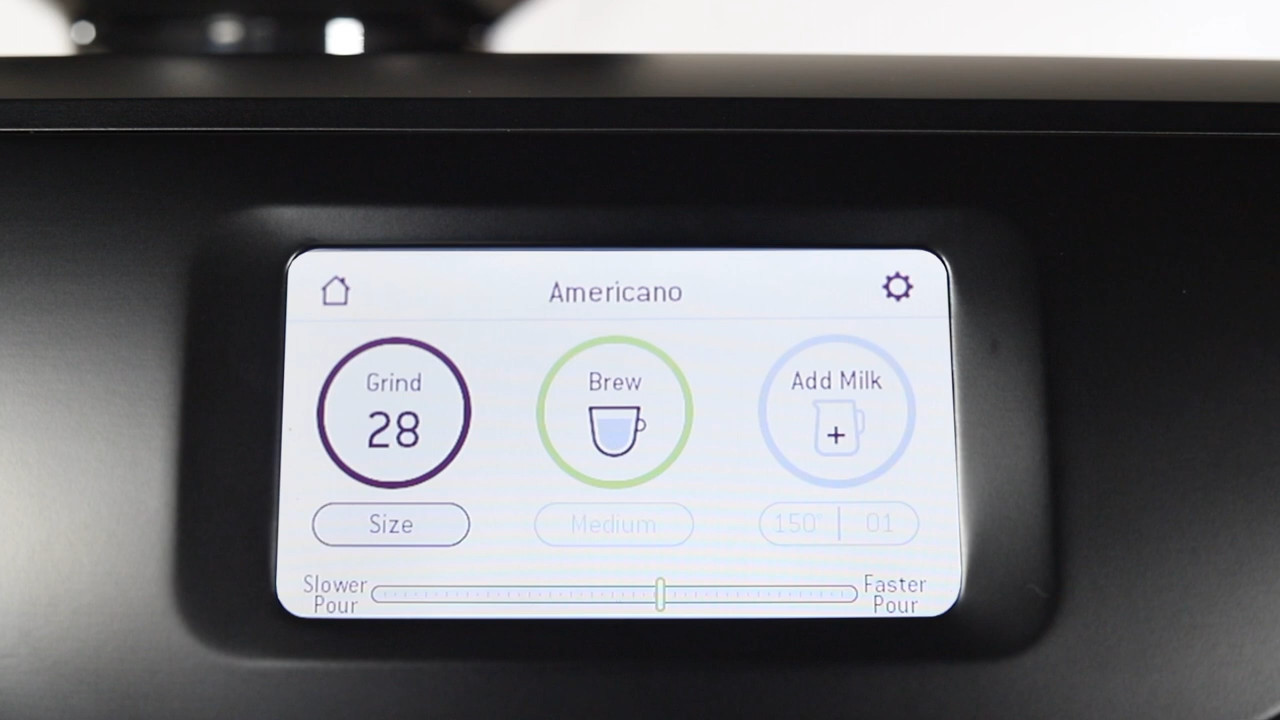 Americano
Grind
28
Brew
Add Milk
+
Size
Medium
150° | 01
Slower
Pour
Faster
Pour